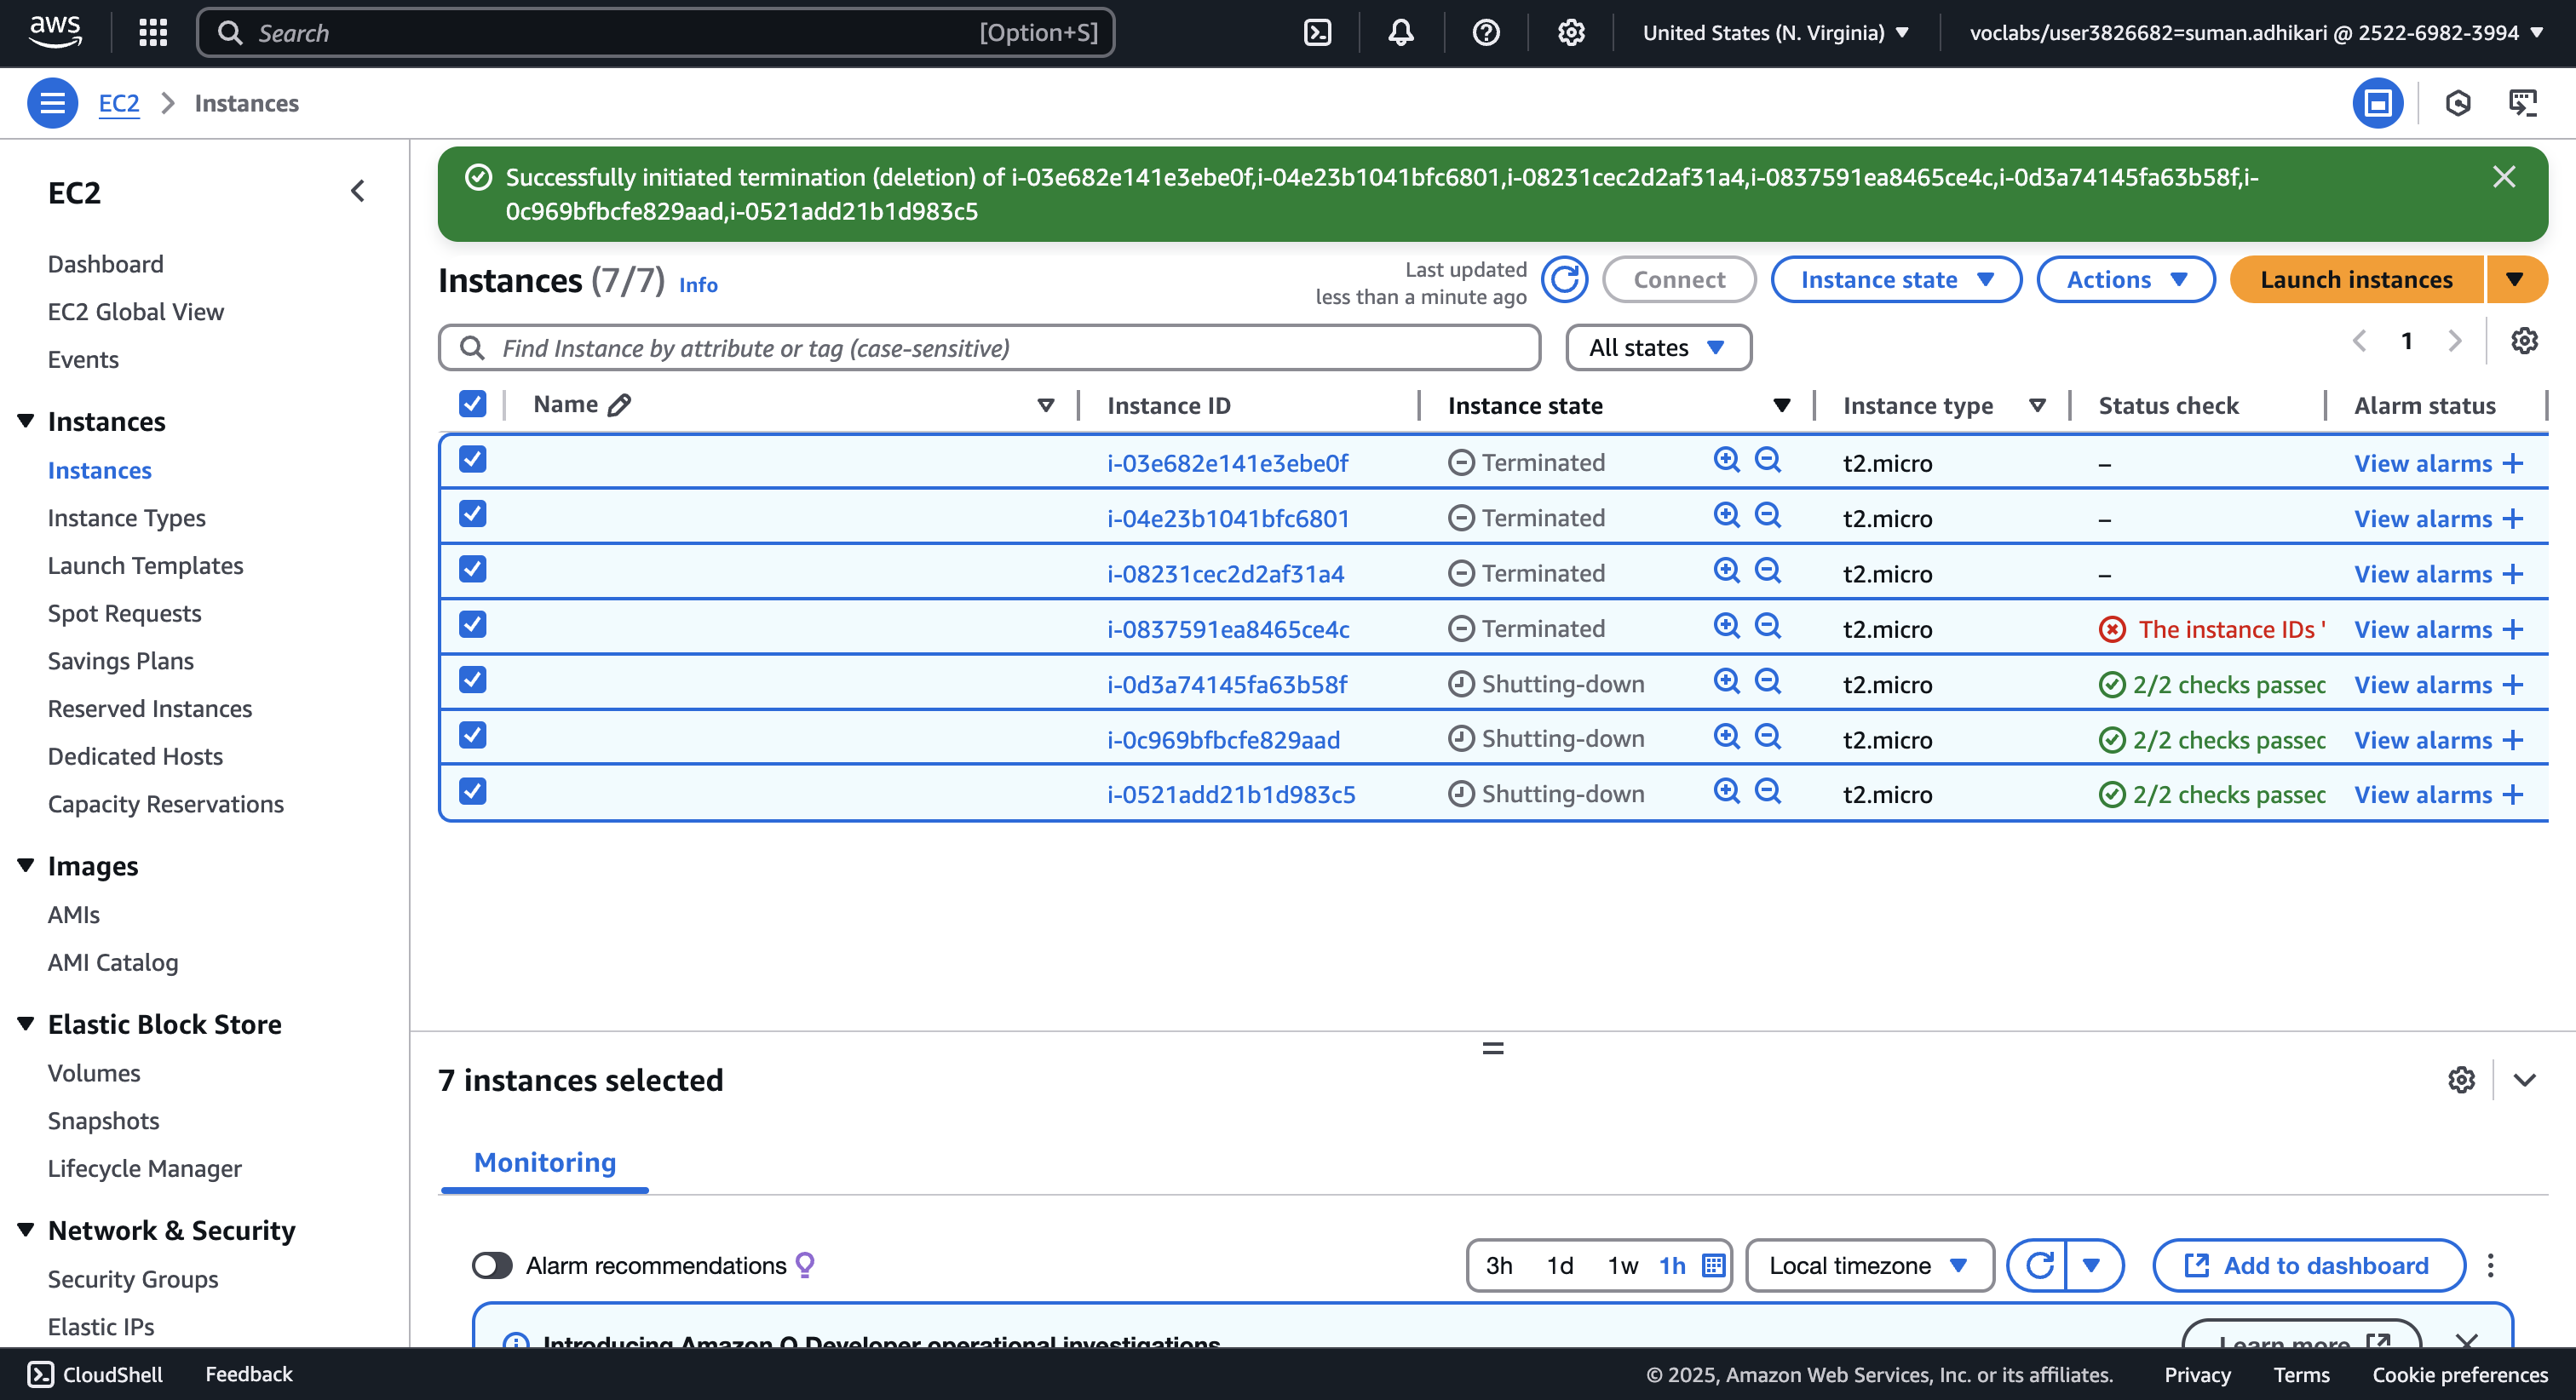 aws
Search
[Option+S]
United States (N. Virginia)
voclabs/user3826682=suman.adhikari @ 2522-6982-3994
EC2
Instances
EC2
Dashboard
EC2 Global View
Events
Instances
Instances
Instance Types
Launch Templates
Spot Requests
Savings Plans
Reserved Instances
Dedicated Hosts
Capacity Reservations
Images
AMIs
AMI Catalog
Elastic Block Store
Volumes
Snapshots
Lifecycle Manager
Network & Security
Security Groups
Elastic IPs
Successfully initiated termination (deletion) of i-03e682e141e3ebe0f,i-04e23b1041bfc6801,i-08231cec2d2af31a4,i-0837591ea8465ce4c,i-0d3a74145fa63b58f,i-
0c969bfbcfe829aad,i-0521add21b1d983c5
Instances (7/7) Info
Last updated
less than a minute ago
Connect
Instance state
Actions
Launch instances
Find Instance by attribute or tag (case-sensitive)
All states
1
Name Instance ID Instance state Instance type Status check Alarm status
i-03e682e141e3ebe0f Terminated t2.micro – View alarms +
i-04e23b1041bfc6801 Terminated t2.micro – View alarms +
i-08231cec2d2af31a4 Terminated t2.micro – View alarms +
i-0837591ea8465ce4c Terminated t2.micro The instance IDs ' View alarms +
i-0d3a74145fa63b58f Shutting-down t2.micro 2/2 checks passec View alarms +
i-0c969bfbcfe829aad Shutting-down t2.micro 2/2 checks passec View alarms +
i-0521add21b1d983c5 Shutting-down t2.micro 2/2 checks passec View alarms +
7 instances selected
Monitoring
Alarm recommendations
3h 1d 1w 1h
Local timezone
Add to dashboard
Introducing Amazon Q Developer operational investigations
Learn more
CloudShell
Feedback
© 2025, Amazon Web Services, Inc. or its affiliates.
Privacy
Terms
Cookie preferences